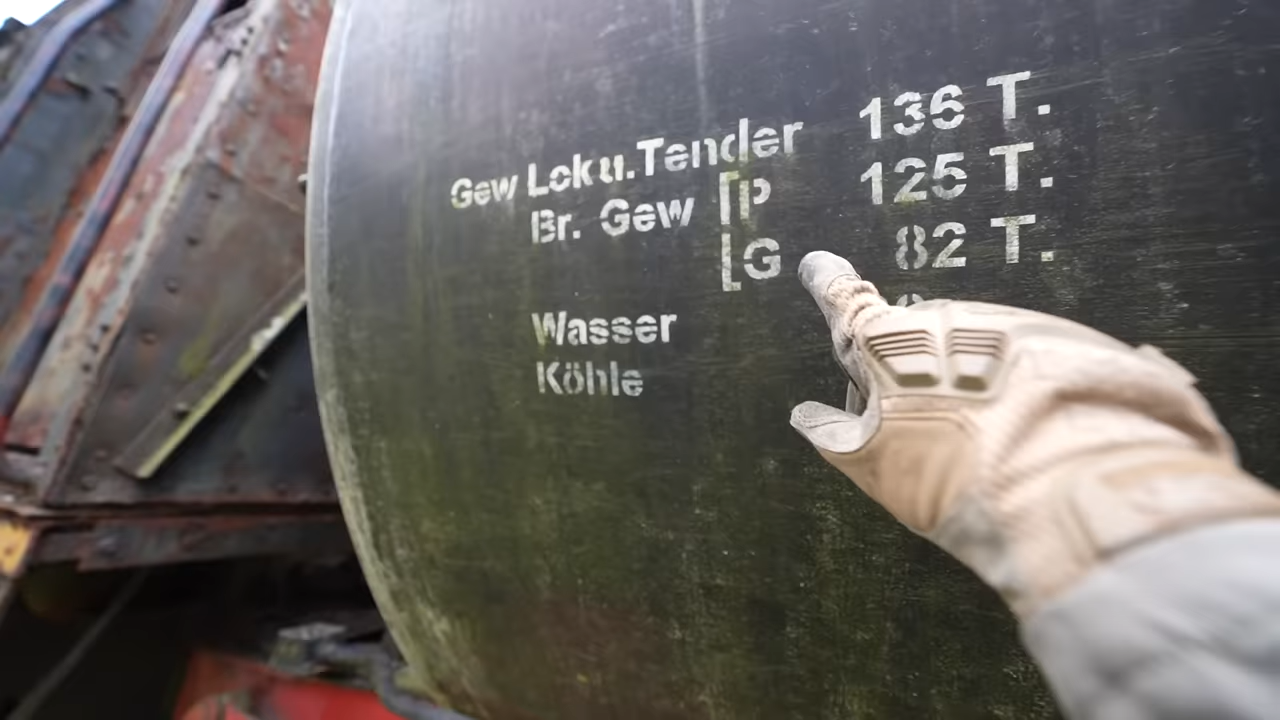 Gew Lok u. Tender 136 T.
Br. Gew [P 125 T.
[G 82 T.
Wasser
Köhle